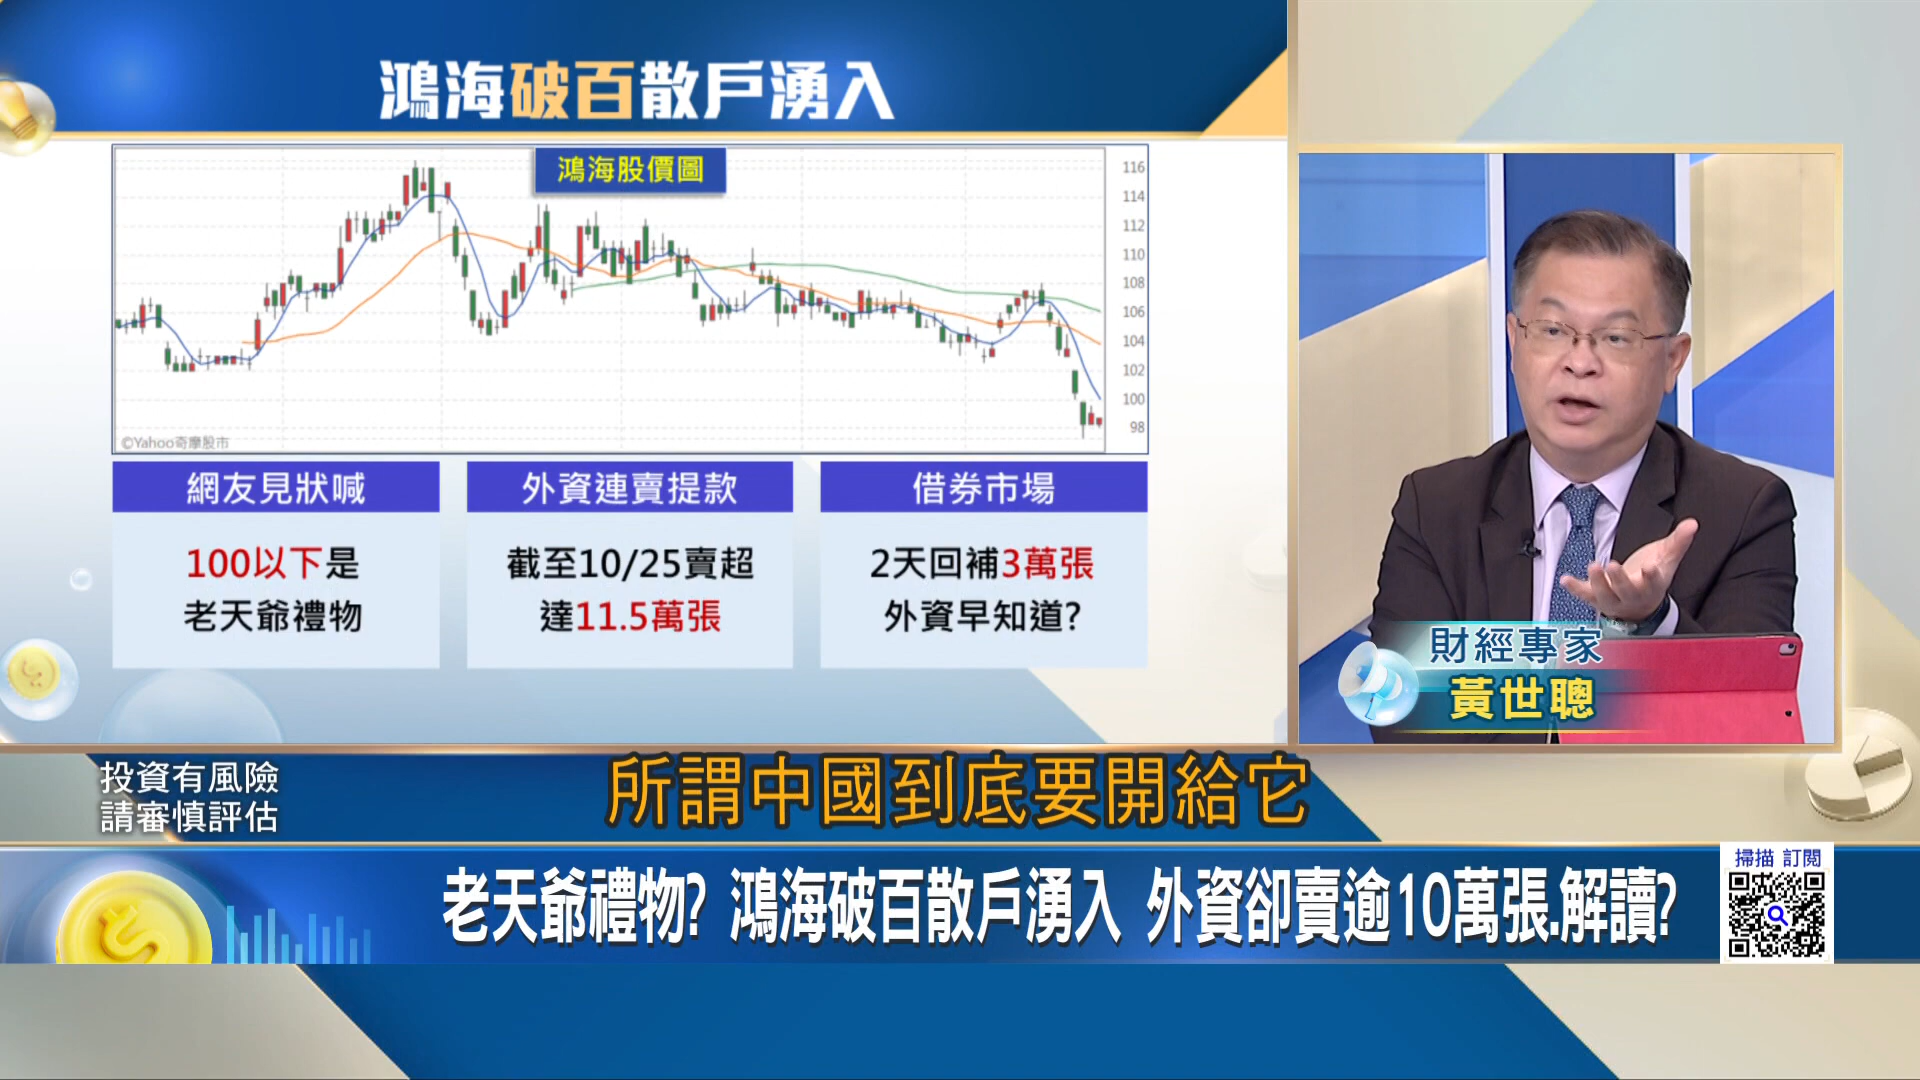 鴻海破百散戶湧入
鴻海股價圖
116
114
112
110
108
106
104
102
100
98
©Yahoo奇摩股市
網友見狀喊
100以下是
老天爺禮物
外資連賣提款
截至10/25賣超
達11.5萬張
借券市場
2天回補3萬張
外資早知道?
財經專家
黃世聰
投資有風險
請審慎評估
所謂中國到底要開給它
老天爺禮物? 鴻海破百散戶湧入 外資卻賣逾10萬張.解讀?
掃描 訂閱